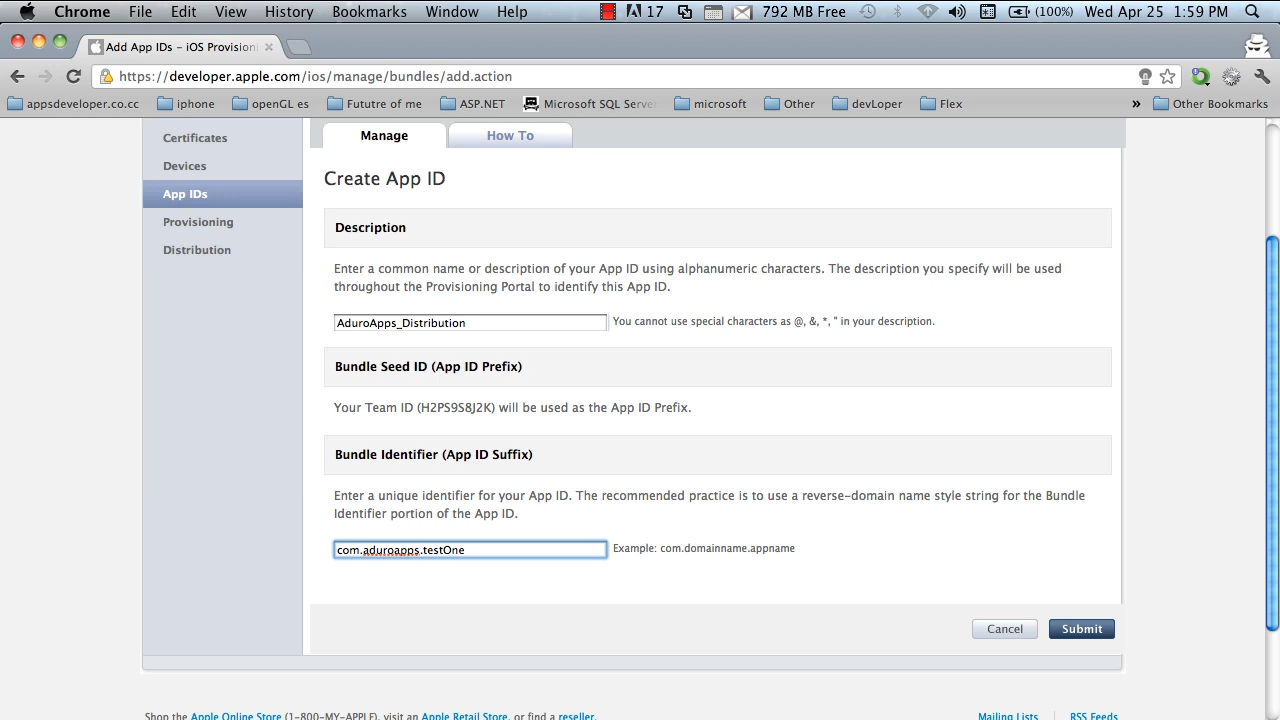 Chrome File Edit View History Bookmarks Window Help 17 792 MB Free (100%) Wed Apr 25 1:59 PM
Add App IDs – iOS Provision
https://developer.apple.com/ios/manage/bundles/add.action
appsdeveloper.co.cc iphone openGL es Fututre of me ASP.NET Microsoft SQL Serve microsoft Other devLoper Flex » Other Bookmarks
Certificates
Devices
App IDs
Provisioning
Distribution
Manage How To
Create App ID
Description
Enter a common name or description of your App ID using alphanumeric characters. The description you specify will be used
throughout the Provisioning Portal to identify this App ID.
AduroApps_Distribution You cannot use special characters as @, &, *, " in your description.
Bundle Seed ID (App ID Prefix)
Your Team ID (H2PS9S8J2K) will be used as the App ID Prefix.
Bundle Identifier (App ID Suffix)
Enter a unique identifier for your App ID. The recommended practice is to use a reverse-domain name style string for the Bundle
Identifier portion of the App ID.
com.aduroapps.testOne Example: com.domainname.appname
Cancel Submit
Shop the Apple Online Store (1-800-MY-APPLE), visit an Apple Retail Store, or find a reseller. Mailing Lists RSS Feeds